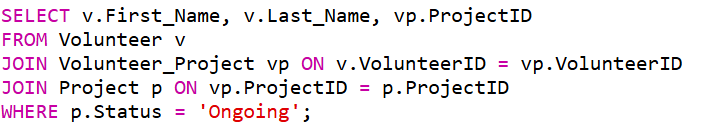 SELECT v.First_Name, v.Last_Name, vp.ProjectID
FROM Volunteer v
JOIN Volunteer_Project vp ON v.VolunteerID = vp.VolunteerID
JOIN Project p ON vp.ProjectID = p.ProjectID
WHERE p.Status = 'Ongoing';